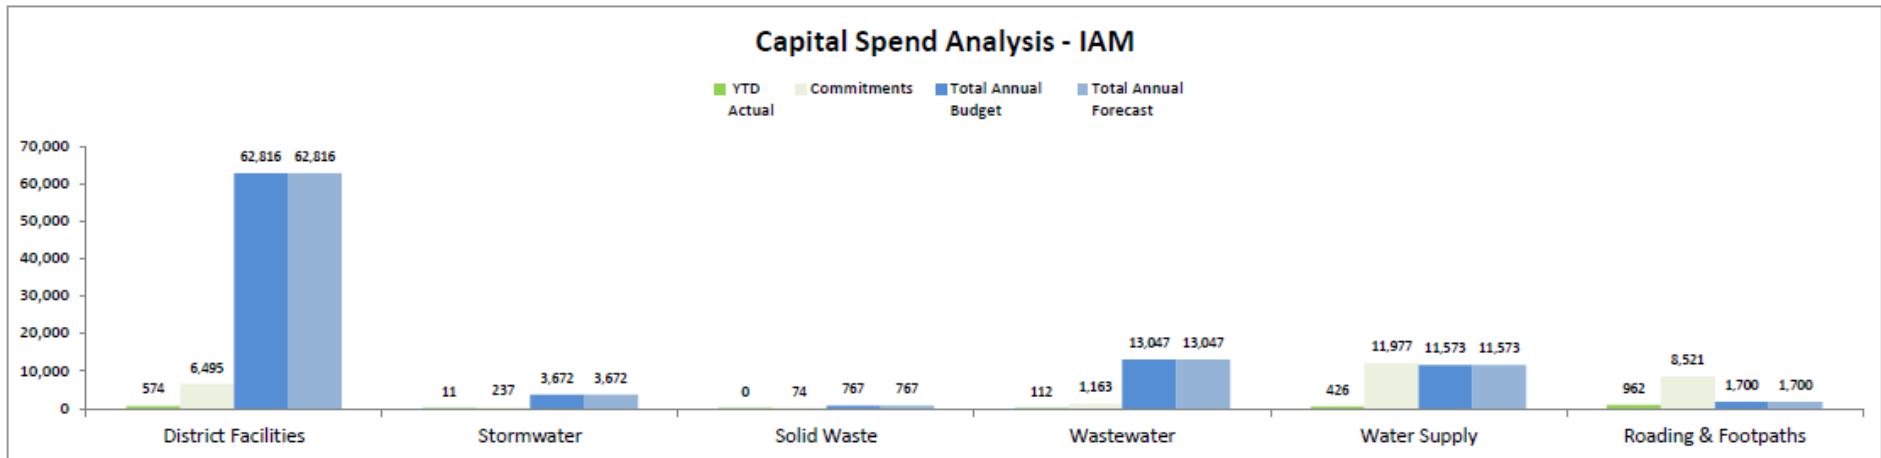 Capital Spend Analysis - IAM
YTD Commitments Total Annual Total Annual
Actual Budget Forecast
70,000
60,000
50,000
40,000
30,000
20,000
10,000
0
574 6,495 62,816 62,816
11 237 3,672 3,672
0 74 767 767
112 1,163 13,047 13,047
426 11,977 11,573 11,573
962 8,521 1,700 1,700
District Facilities Stormwater Solid Waste Wastewater Water Supply Roading & Footpaths